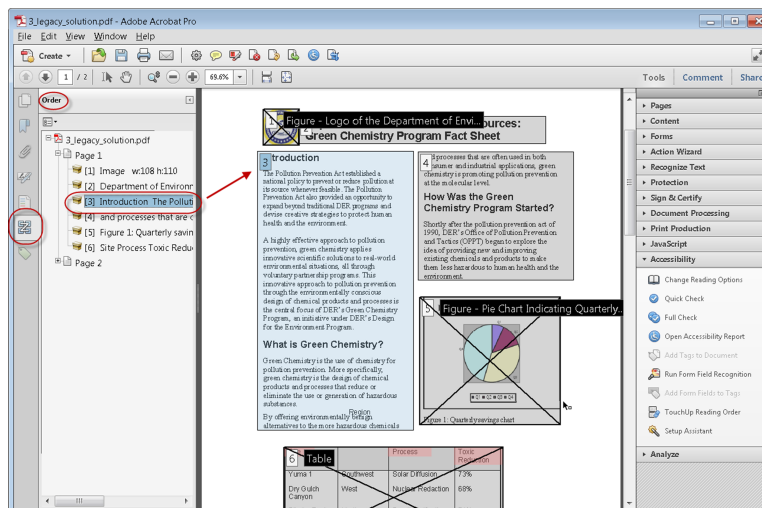 3_legacy_solution.pdf - Adobe Acrobat Pro
File Edit View Window Help
Create
1 / 2
69.6%
Tools Comment Share
Order
3_legacy_solution.pdf
Page 1
[1] Image w:108 h:110
[2] Department of Environ
[3] Introduction The Polluti
[4] and processes that are c
[5] Figure 1: Quarterly savin
[6] Site Process Toxic Redu
Page 2
1 Figure - Logo of the Department of Envi...
2 ources:
Green Chemistry Program Fact Sheet
3 troduction
The Pollution Prevention Act established a
national policy to prevent or reduce pollution at
its source whenever feasible. The Pollution
Prevention Act also provided an opportunity to
expand beyond traditional DER programs and
devise creative strategies to protect human
health and the environment.
A highly effective approach to pollution
prevention, green chemistry applies
innovative scientific solutions to real-world
environmental situations, all through
voluntary partnership programs. This
innovative approach to pollution prevention
through the environmentally conscious
design of chemical products and processes is
the central focus of DER's Green Chemistry
Program, an initiative under DER's Design
for the Environment Program.
What is Green Chemistry?
Green Chemistry is the use of chemistry for
pollution prevention. More specifically,
green chemistry is the design of chemical
products and processes that reduce or
eliminate the use or generation of hazardous
substances.
Region
By offering environmentally benign
alternatives to the more hazardous chemicals
4 d processes that are often used in both
sumer and industrial applications, green
chemistry is promoting pollution prevention
at the molecular level.
How Was the Green
Chemistry Program Started?
Shortly after the pollution prevention act of
1990, DER's Office of Pollution Prevention
and Tactics (OPPT) began to explore the
idea of providing new and improving
existing chemicals and products to make
them less hazardous to human health and the
environment.
5 Figure - Pie Chart Indicating Quarterly...
Q1 Q2 Q3 Q4
Figure 1: Quarterly savings chart
6 Table
Process Toxic
Reduction
Yuma 1 Southwest Solar Diffusion 73%
Dry Gulch West Nuclear Redaction 68%
Canyon
Pages
Content
Forms
Action Wizard
Recognize Text
Protection
Sign & Certify
Document Processing
Print Production
JavaScript
Accessibility
Change Reading Options
Quick Check
Full Check
Open Accessibility Report
Add Tags to Document
Run Form Field Recognition
Add Form Fields to Tags
TouchUp Reading Order
Setup Assistant
Analyze